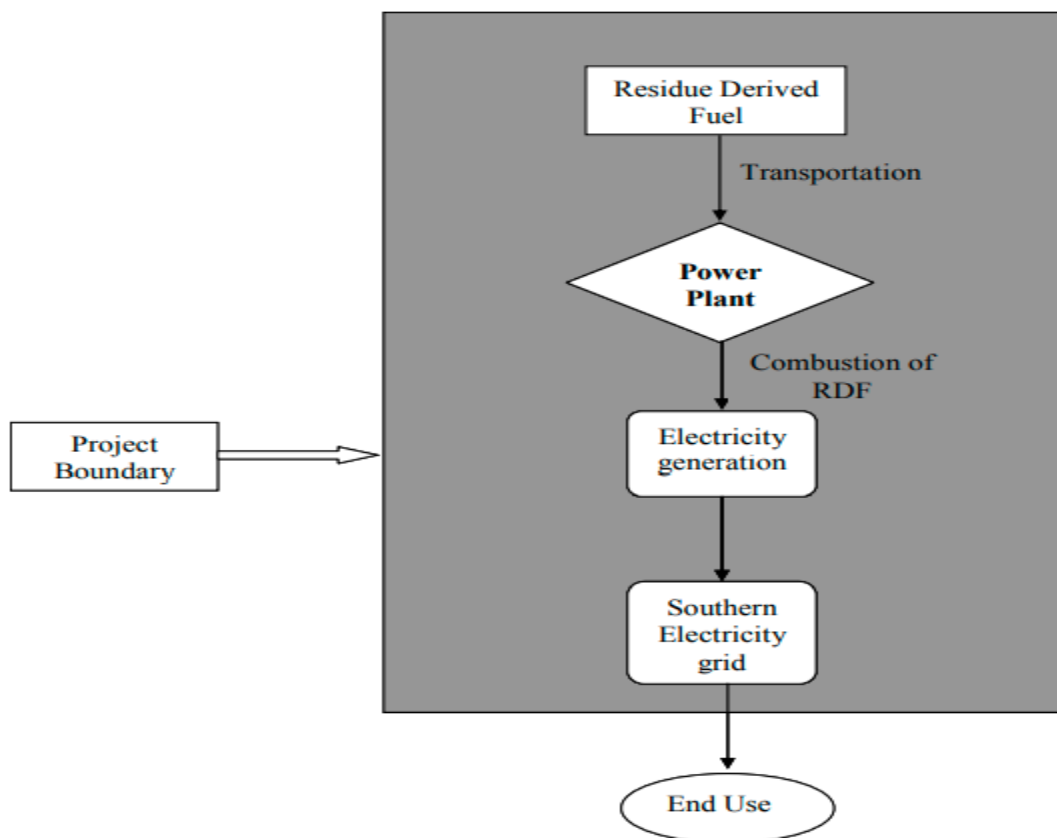 Residue Derived
Fuel
Transportation
Power
Plant
Combustion of
RDF
Project
Boundary
Electricity
generation
Southern
Electricity
grid
End Use